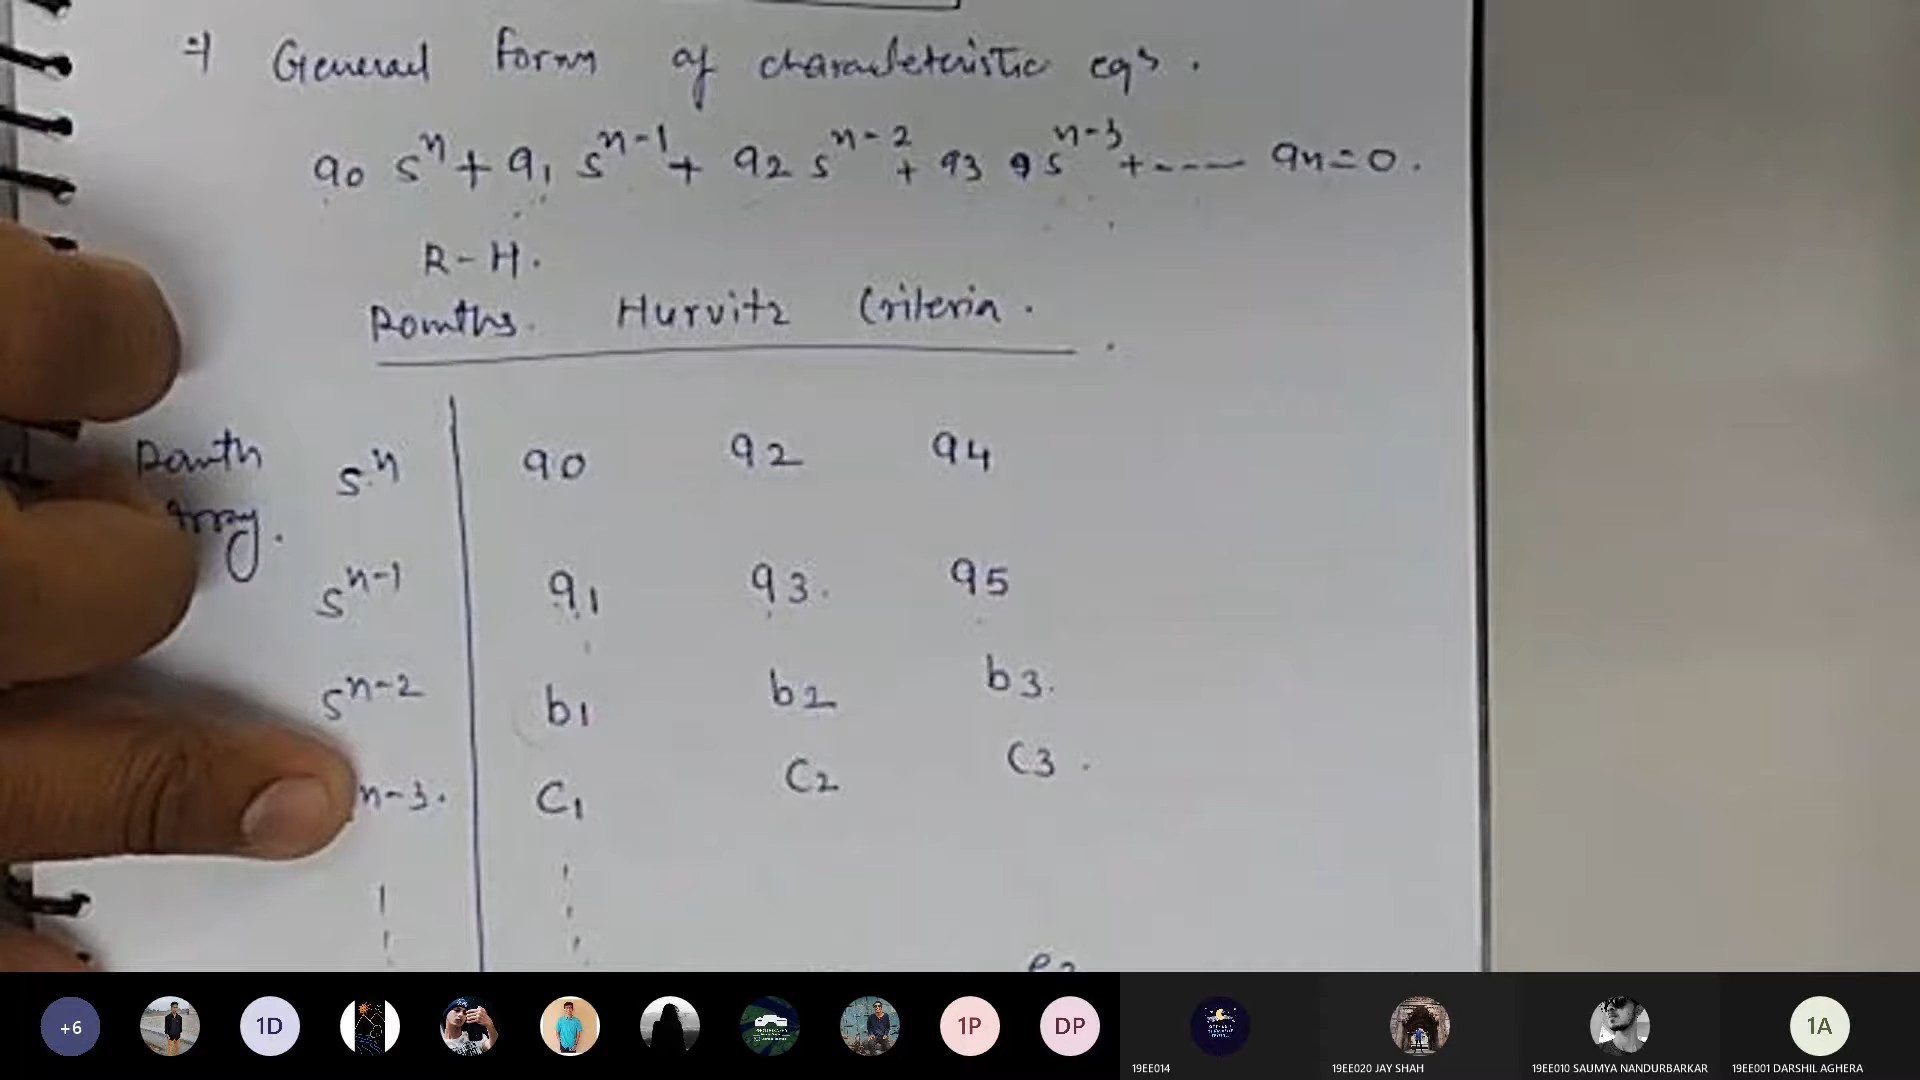 ⇒ General form of characteristic eqn.
a0 s^n + a1 s^n-1 + a2 s^n-2 + a3 s^n-3 + ---- an = 0.
R-H.
Rouths. Hurvitz Criteria.
Routh s^n a0 a2 a4
Array.
s^n-1 a1 a3. a5
s^n-2 b1 b2 b3.
n-3. C1 C2 C3.
+6 1D 1P DP 1A
19EE014 19EE020 JAY SHAH 19EE010 SAUMYA NANDURBARKAR 19EE001 DARSHIL AGHERA